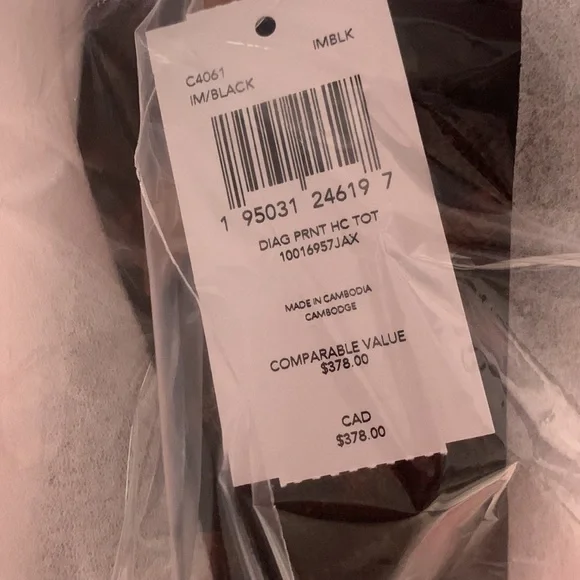 IMBLK
C4061
IM/BLACK
1 95031 24619 7
DIAG PRNT HC TOT
10016957JAX
MADE IN CAMBODIA
CAMBODGE
COMPARABLE VALUE
$378.00
CAD
$378.00